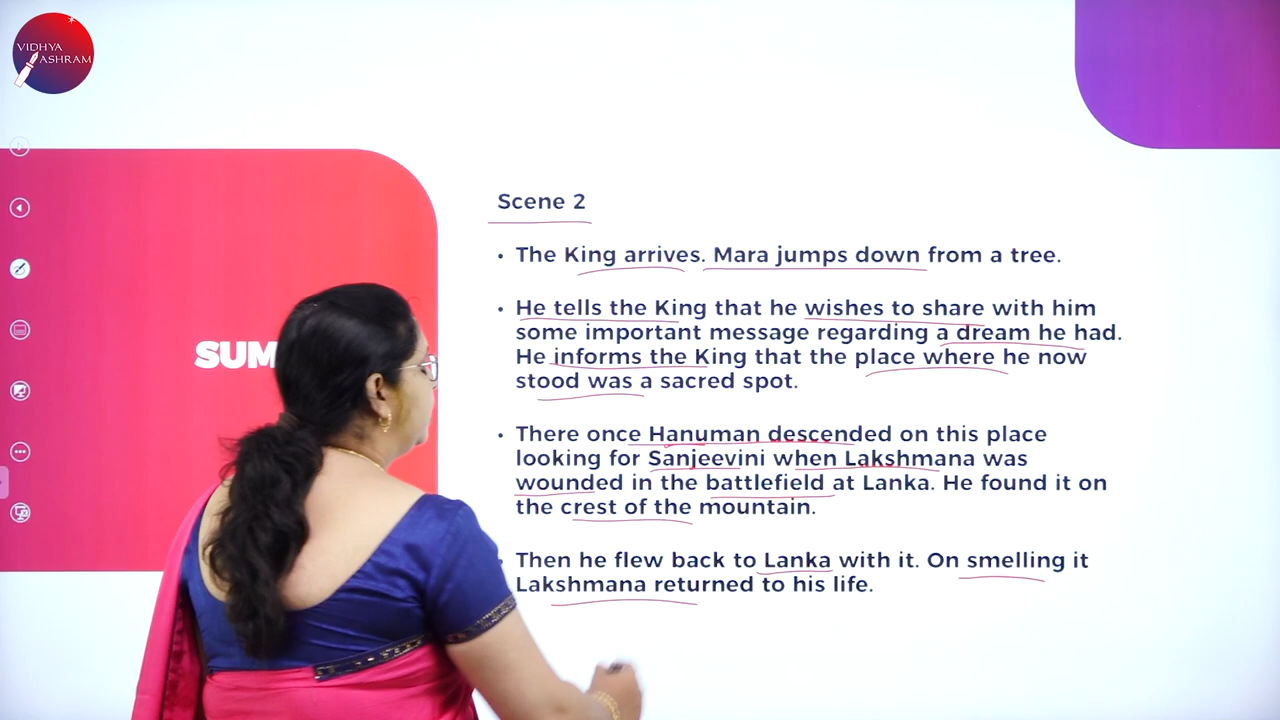 VIDHYA
ASHRAM
SUM
Scene 2
• The King arrives. Mara jumps down from a tree.
• He tells the King that he wishes to share with him
some important message regarding a dream he had.
He informs the King that the place where he now
stood was a sacred spot.
• There once Hanuman descended on this place
looking for Sanjeevini when Lakshmana was
wounded in the battlefield at Lanka. He found it on
the crest of the mountain.
• Then he flew back to Lanka with it. On smelling it
Lakshmana returned to his life.